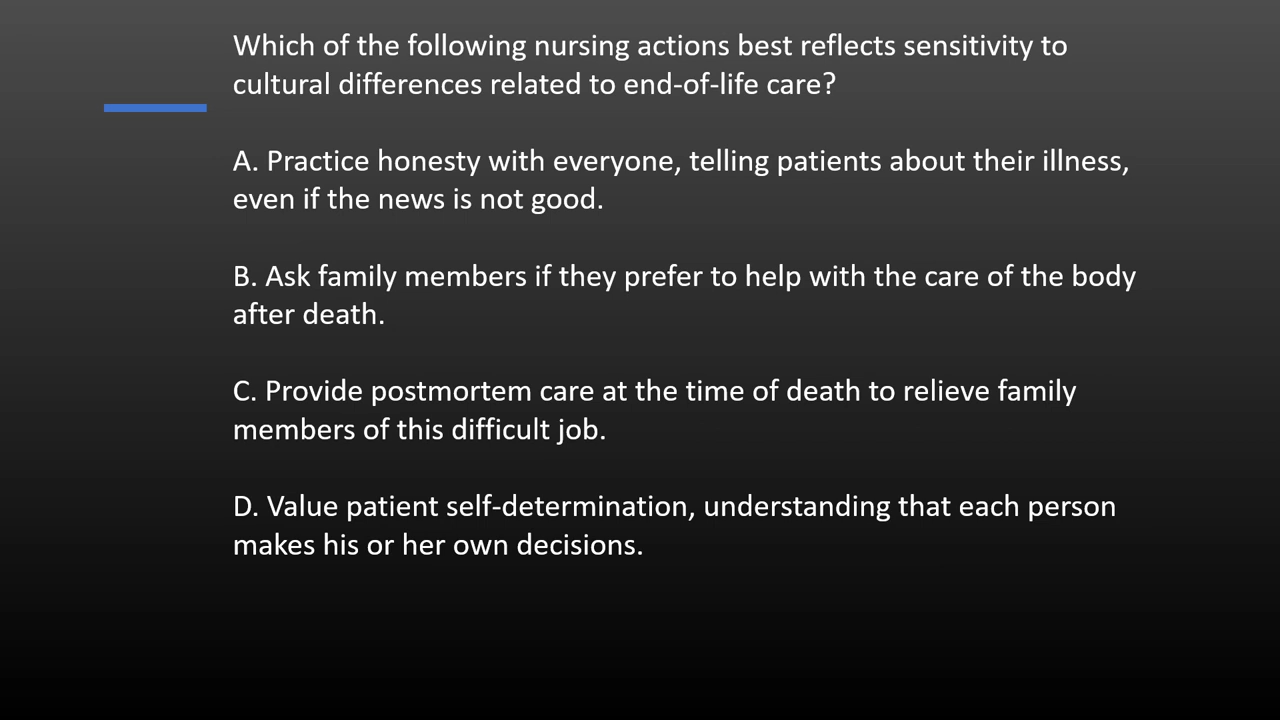 Which of the following nursing actions best reflects sensitivity to
cultural differences related to end-of-life care?
A. Practice honesty with everyone, telling patients about their illness,
even if the news is not good.
B. Ask family members if they prefer to help with the care of the body
after death.
C. Provide postmortem care at the time of death to relieve family
members of this difficult job.
D. Value patient self-determination, understanding that each person
makes his or her own decisions.